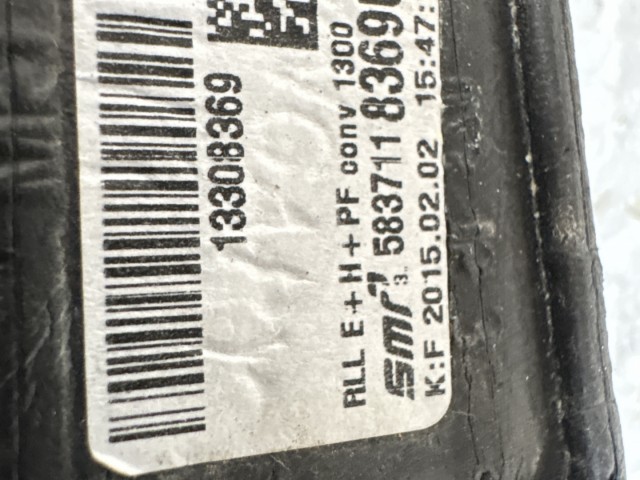 13308369
RLL E+H+PF conv 1300
smr 3.. 583711 8369
K:F 2015.02.02 15:47: